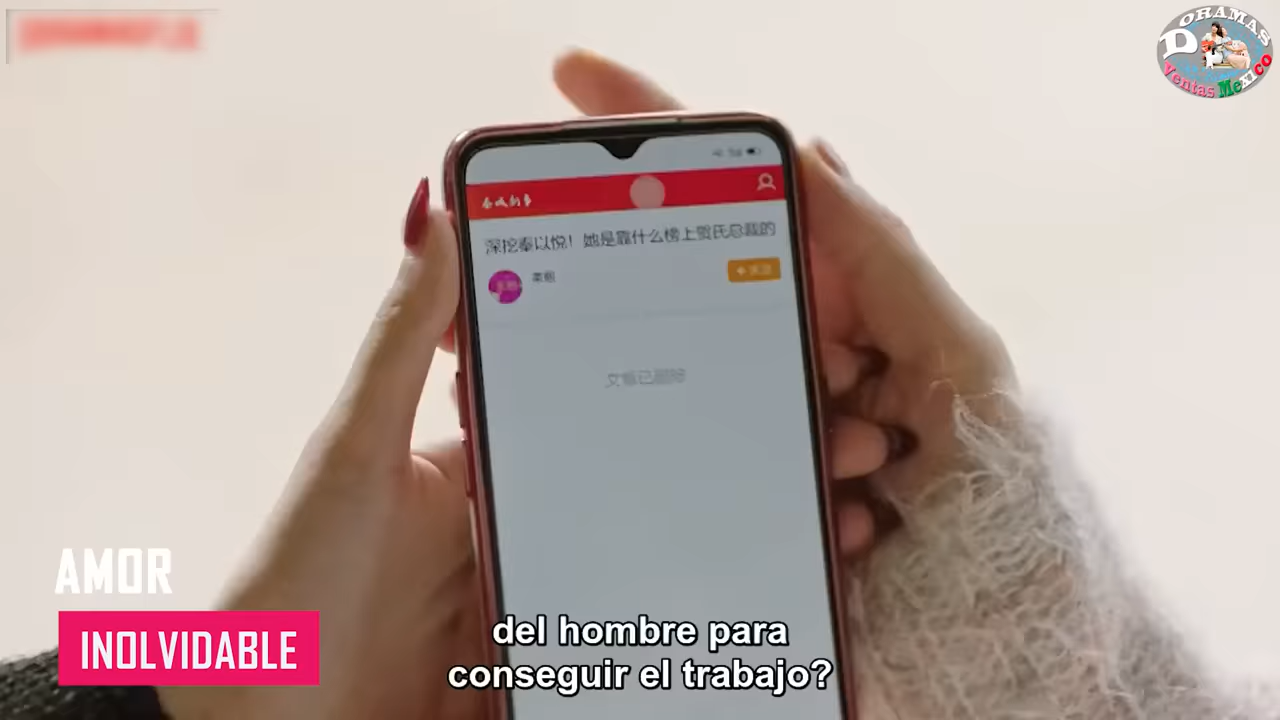 DORAMAS
Ventas MexICO
深挖秦以悦！她是靠什么榜上贺氏总裁的
文章已删除
AMOR
INOLVIDABLE
del hombre para
conseguir el trabajo?